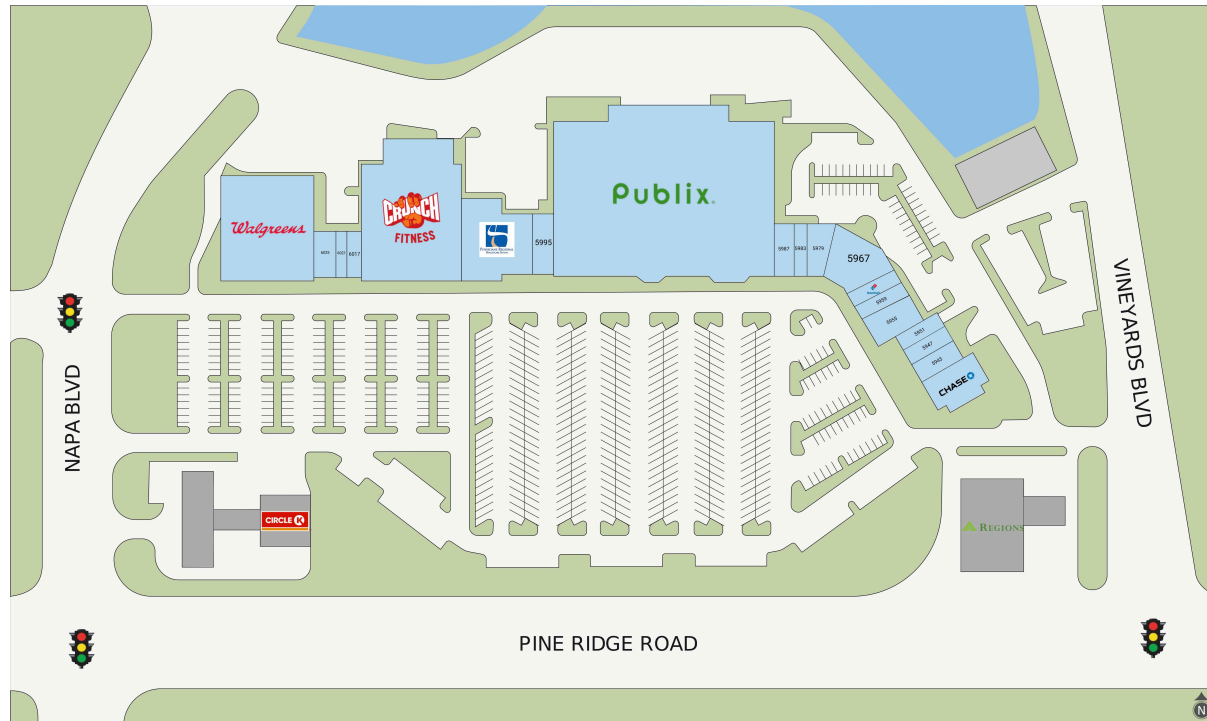 Publix.
Walgreens
CRUNCH
FITNESS
5995
6017
5987
5983
5979
5967
5959
5955
5951
5947
5943
CHASE
NAPA BLVD
VINEYARDS BLVD
CIRCLE K
REGIONS
PINE RIDGE ROAD
N